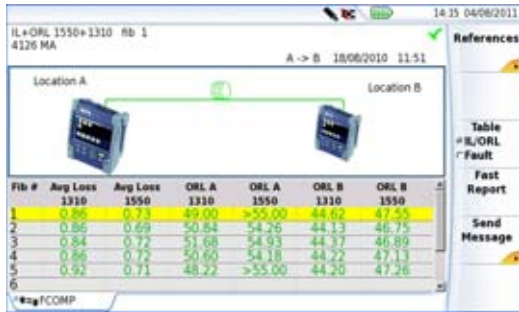 14:35 04/08/2011
IL+ORL 1550+1310 fib 1
4126 MA
A -> B 18/08/2010 11:51
References
Location A
Location B
Table
IL/ORL
Fault
Fast
Report
Send
Message
Fib # Avg Loss Avg Loss ORL A ORL A ORL B ORL B
1310 1550 1310 1550 1310 1550
1 0.86 0.73 49.00 >55.00 44.62 47.55
2 0.86 0.69 50.84 54.26 44.13 46.75
3 0.84 0.72 51.68 54.93 44.37 46.89
4 0.86 0.72 50.60 54.18 44.22 47.13
5 0.92 0.71 48.22 >55.00 44.20 47.26
6
FCOMP